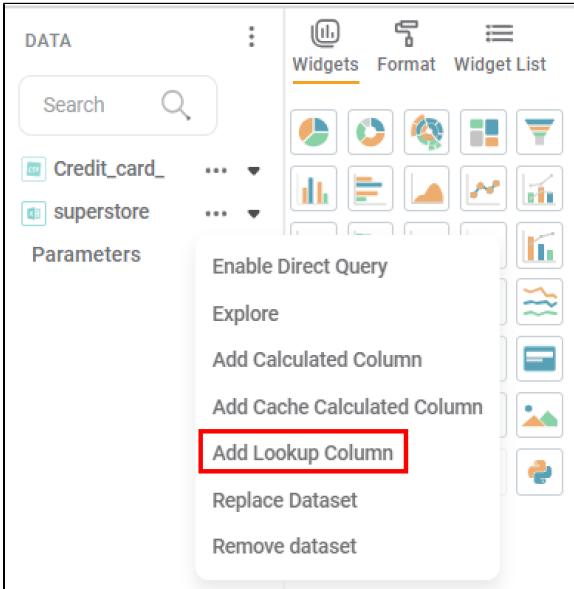 DATA
Widgets Format Widget List
Search
Credit_card_
superstore
Parameters
Enable Direct Query
Explore
Add Calculated Column
Add Cache Calculated Column
Add Lookup Column
Replace Dataset
Remove dataset